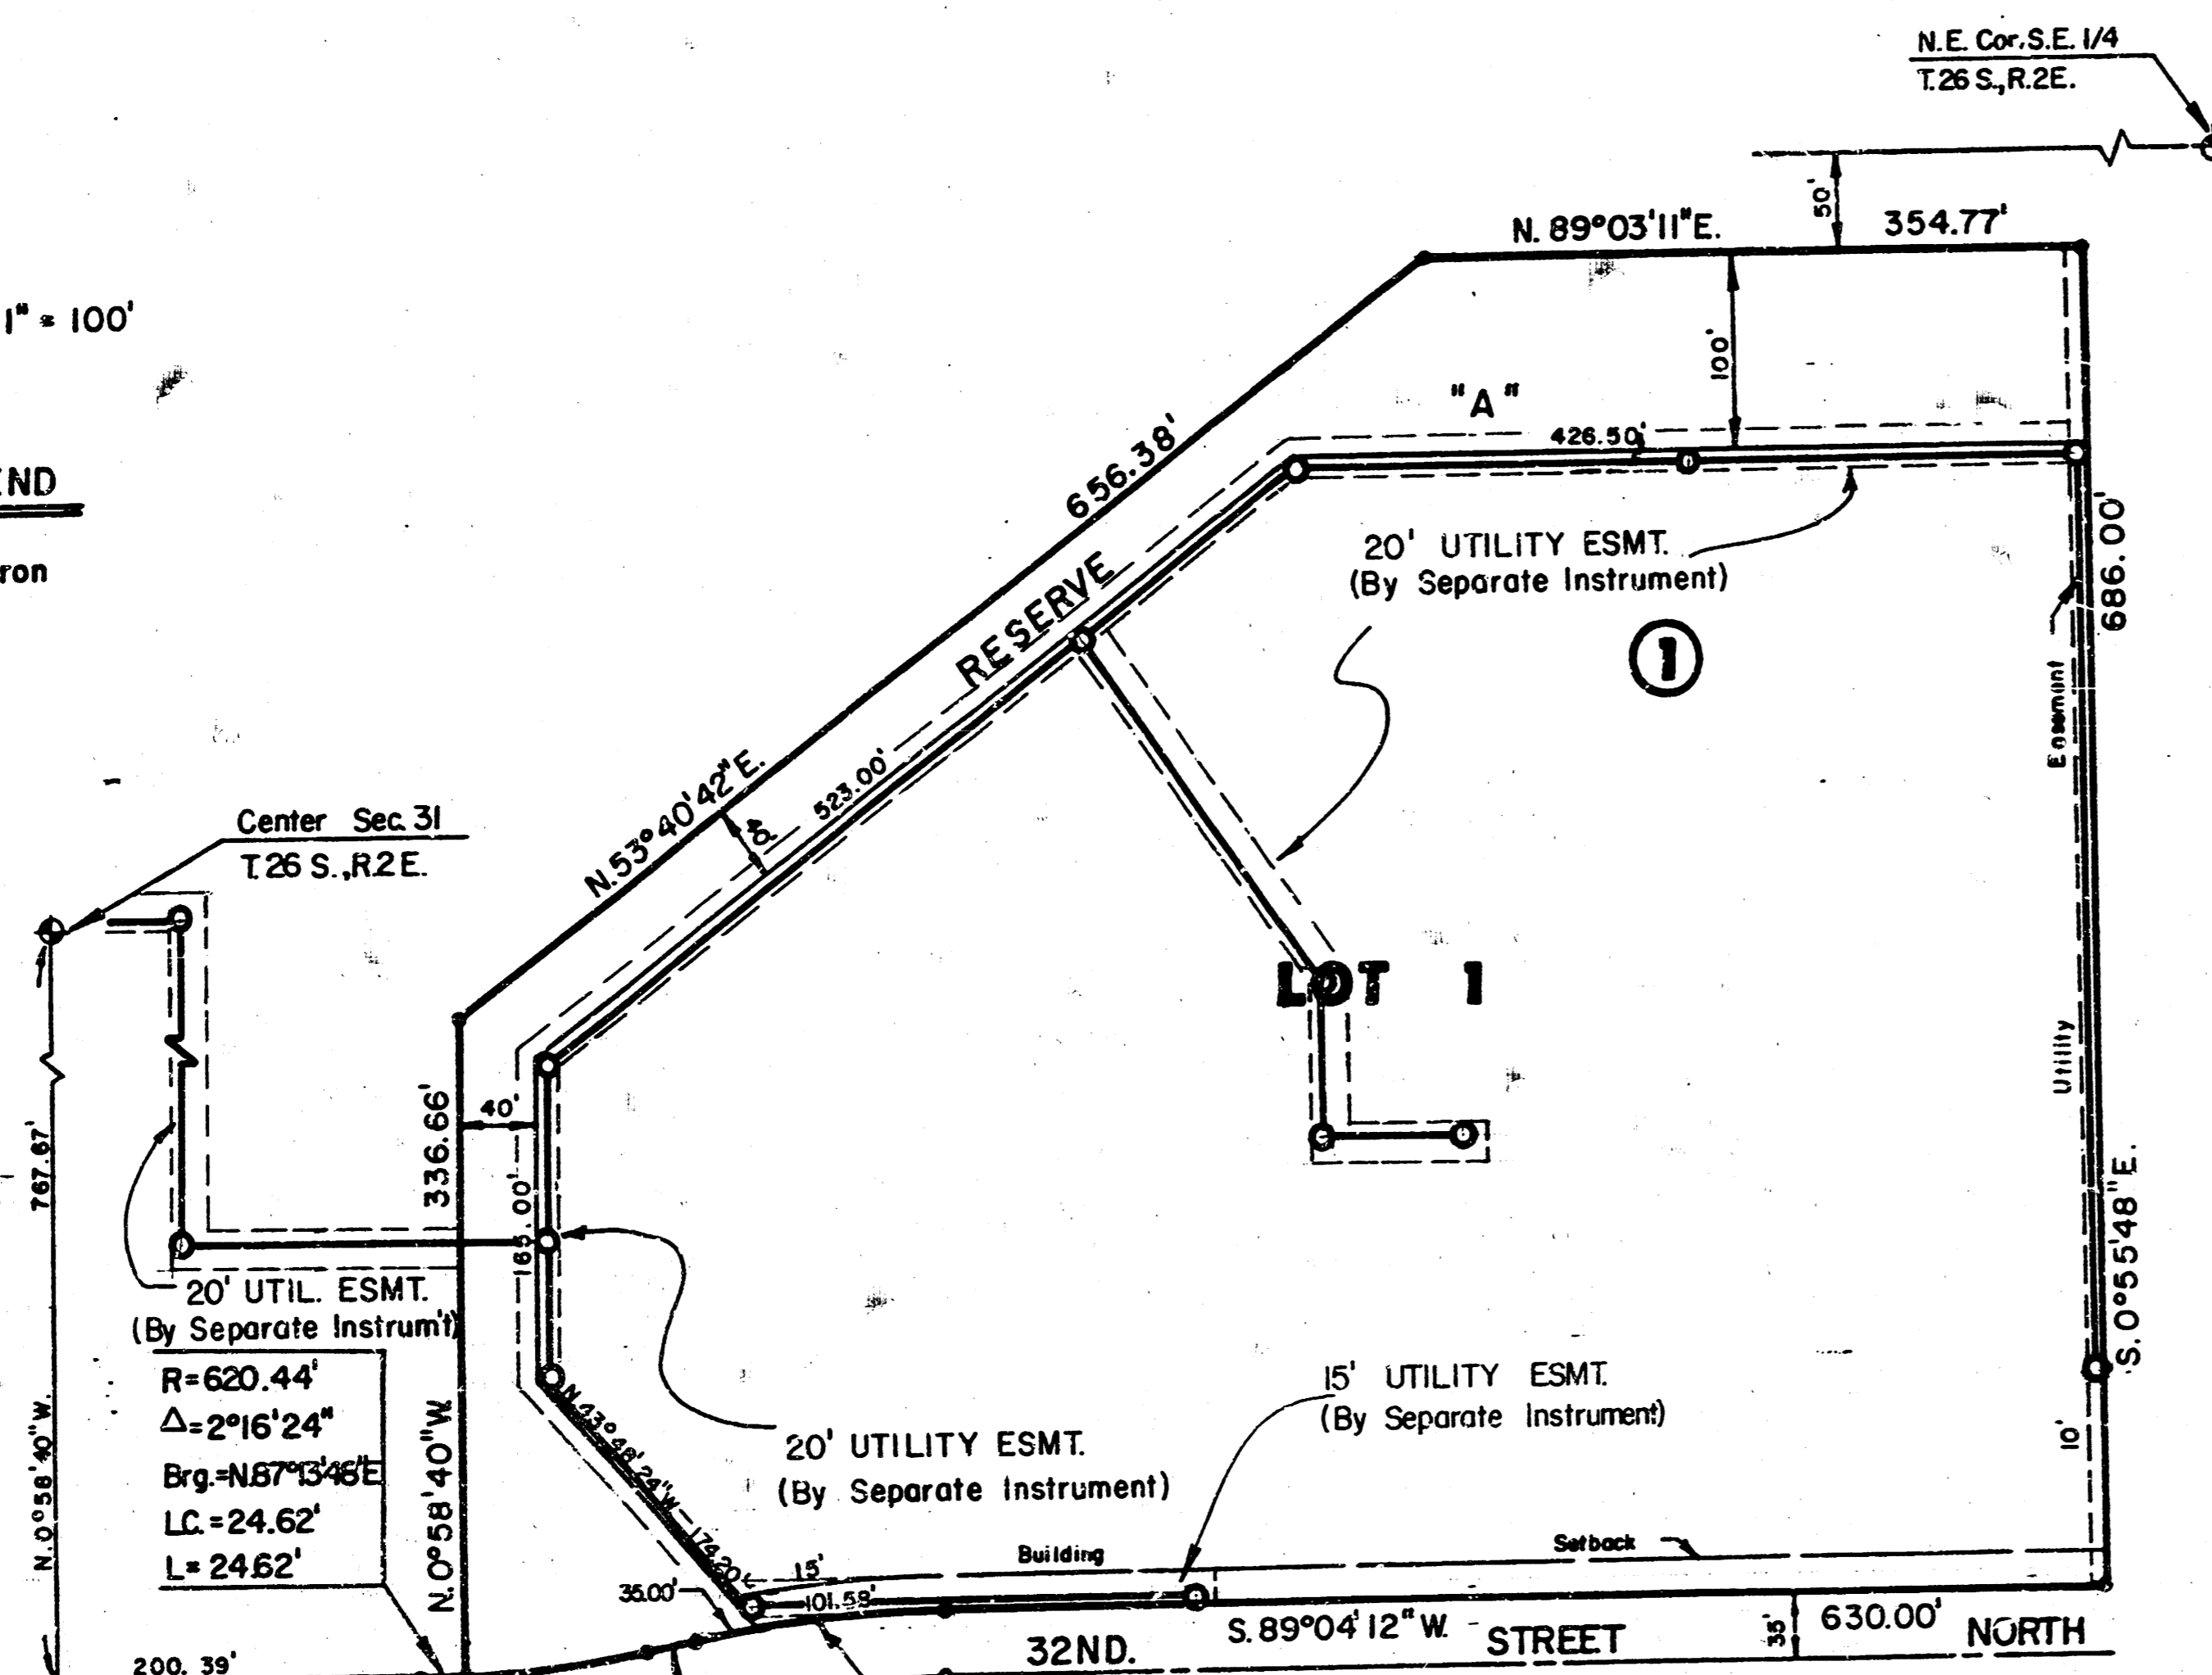 N.E. Cor. S.E. 1/4
T.26 S., R.2E.
50'
N. 89°03'11"E. 354.77'
1" = 100'
100'
"A"
426.50'
656.38'
ron
20' UTILITY ESMT.
(By Separate Instrument)
686.00'
RESERVE
1
Easement
N.53°40'42"E.
523.00'
40'
Center Sec. 31
T.26 S., R.2E.
LOT 1
Utility
336.66'
40'
767.67'
165.00'
S.0°55'48"E.
20' UTIL. ESMT.
(By Separate Instrum't)
R=620.44'
Δ=2°16'24"
Brg.=N.87°13'48"E
LC.=24.62'
L=24.62'
N.0°58'40"W.
N.0°58'40"W.
15' UTILITY ESMT.
(By Separate Instrument)
20' UTILITY ESMT.
(By Separate Instrument)
10'
N.43°48'24"W
174.20'
15'
Building Setback
35.00'
101.58'
S.89°04'12"W. 630.00'
35'
32ND. STREET NORTH
200.39'